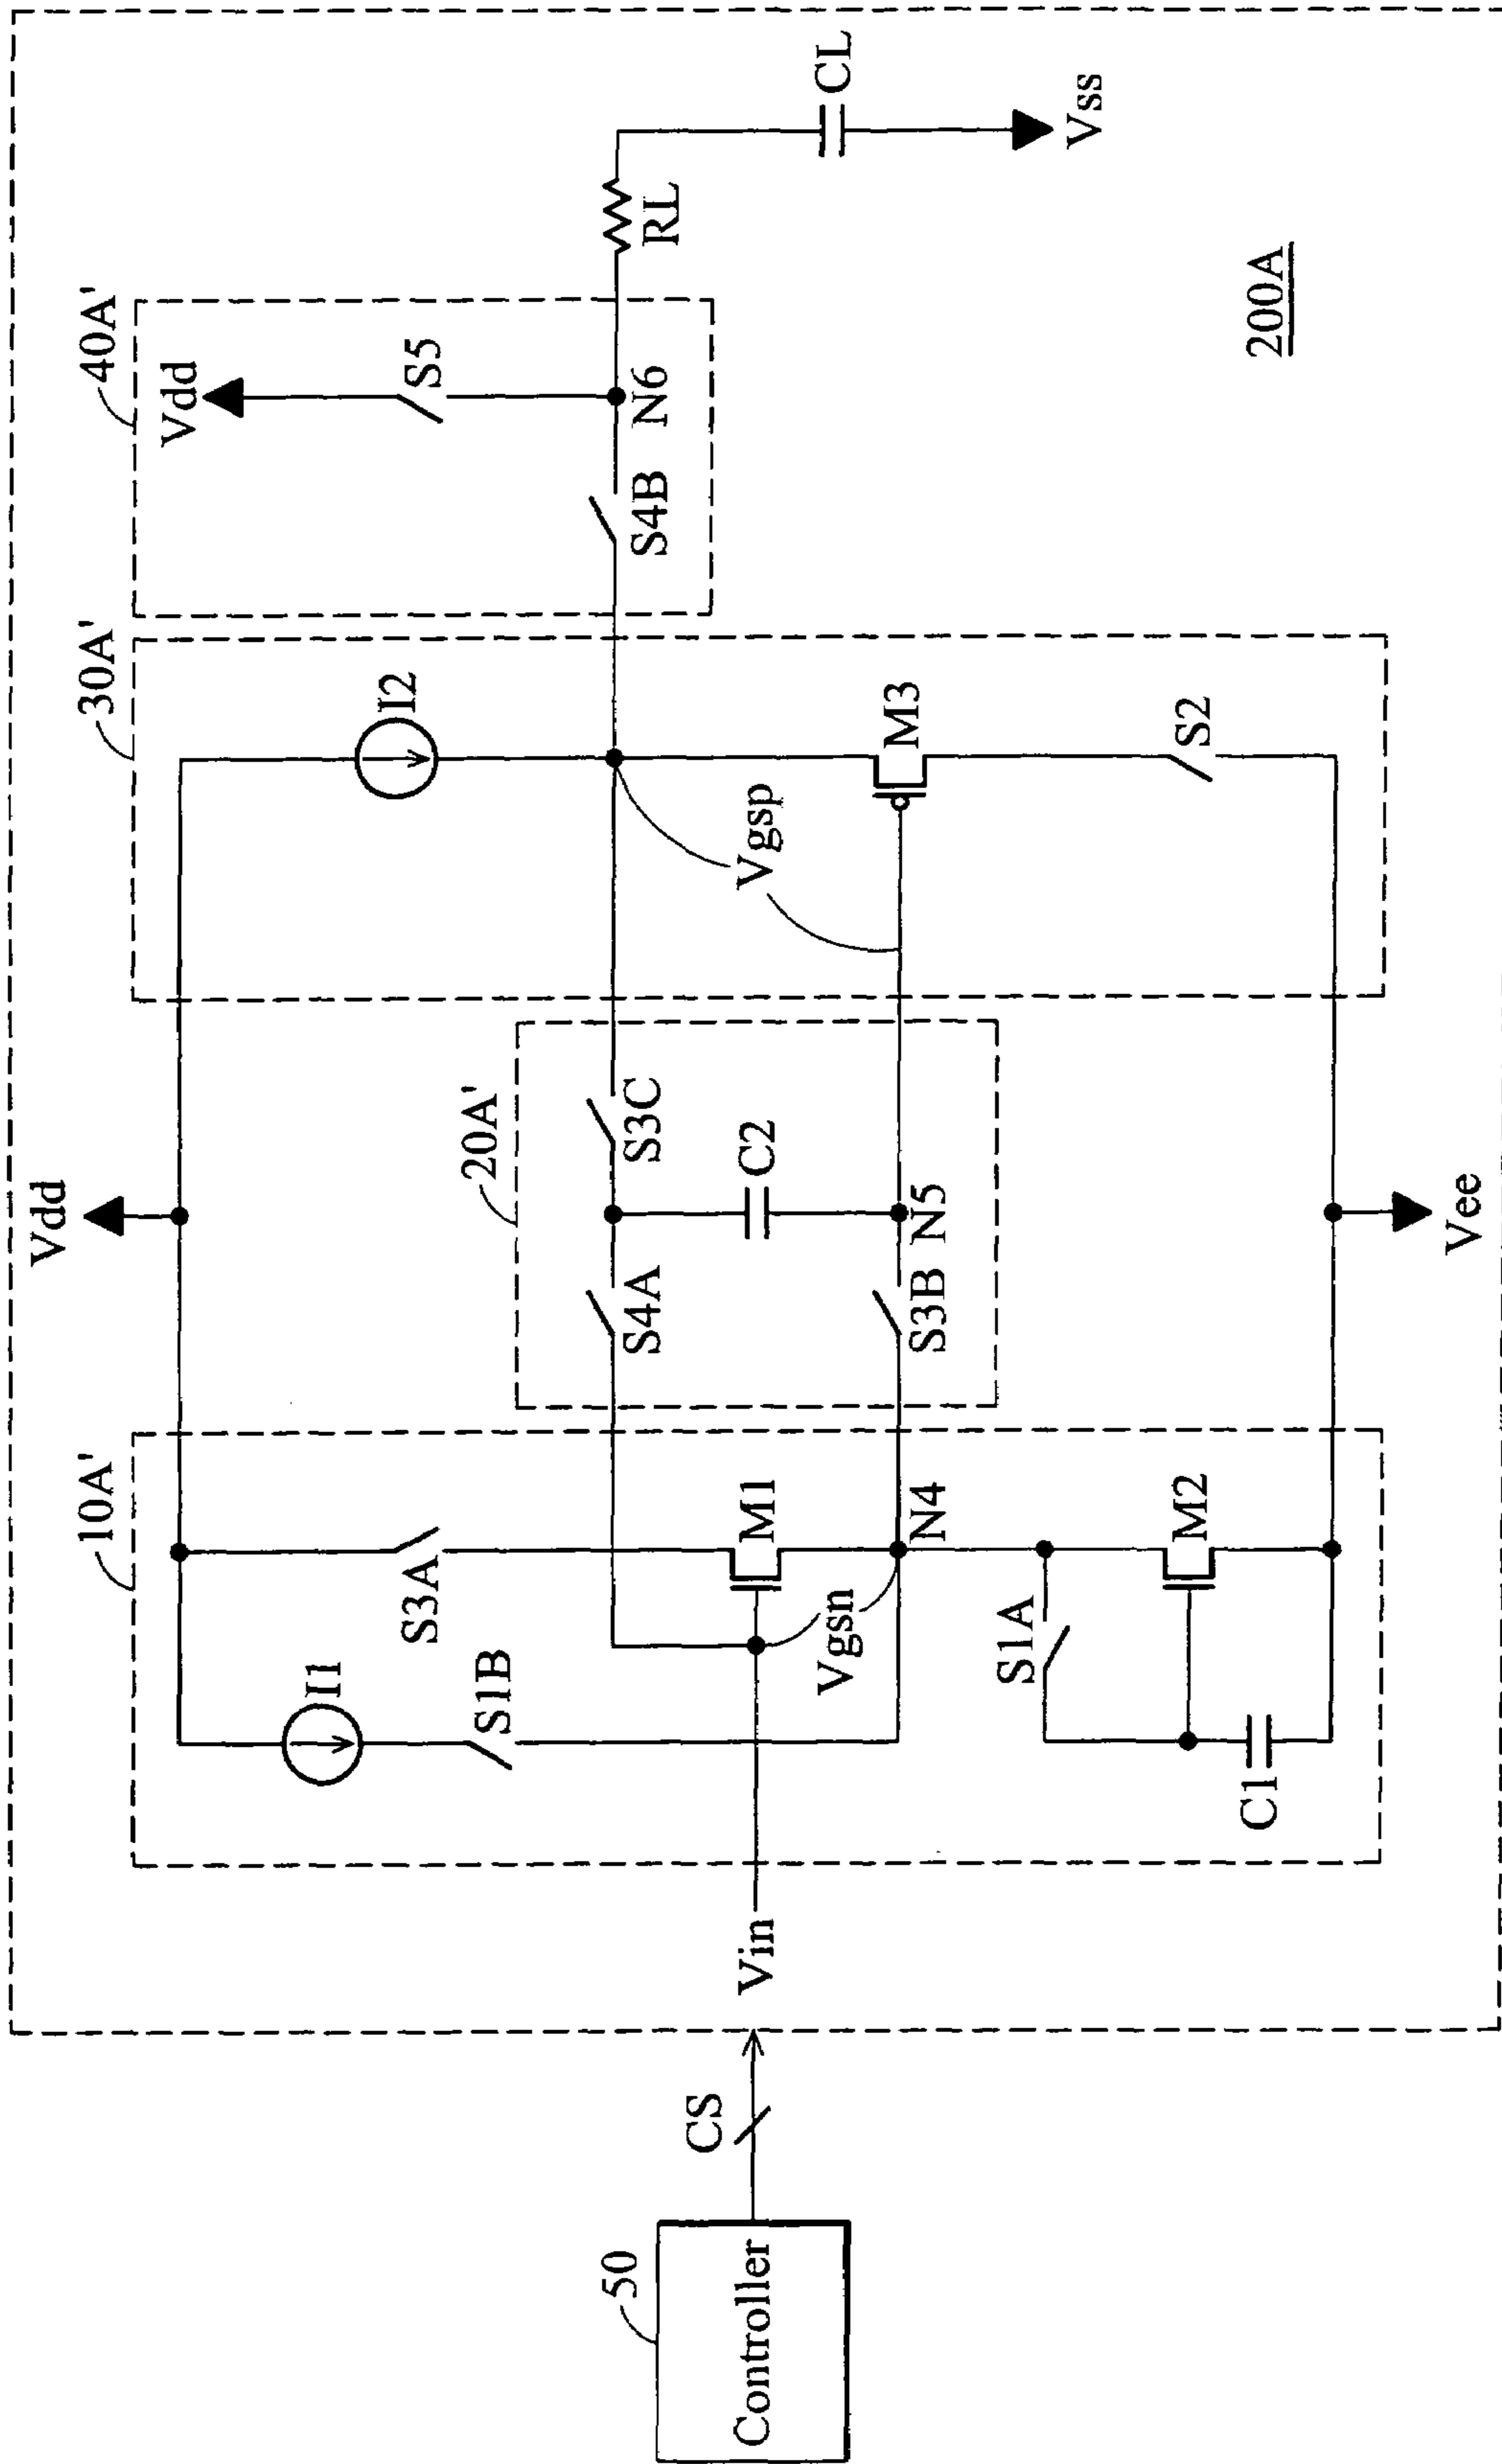 50
Controller
CS
Vdd
10A'
I1
S1B
S3A
Vin
M1
Vgsn
N4
S1A
M2
C1
20A'
S4A
S3C
C2
S3B
N5
Vee
30A'
I2
Vgsp
M3
S2
40A'
Vdd
S5
S4B
N6
RL
CL
Vss
200A